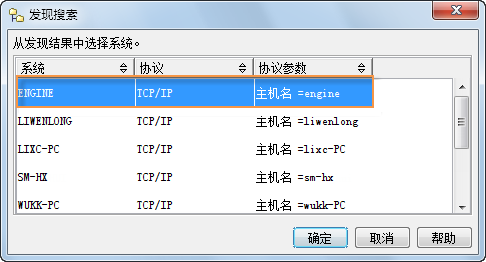 发现搜索
从发现结果中选择系统。
系统 协议 协议参数
ENGINE TCP/IP 主机名 =engine
LIWENLONG TCP/IP 主机名 =liwenlong
LIXC-PC TCP/IP 主机名 =lixc-PC
SM-HX TCP/IP 主机名 =sm-hx
WUKK-PC TCP/IP 主机名 =wukk-PC
确定 取消 帮助